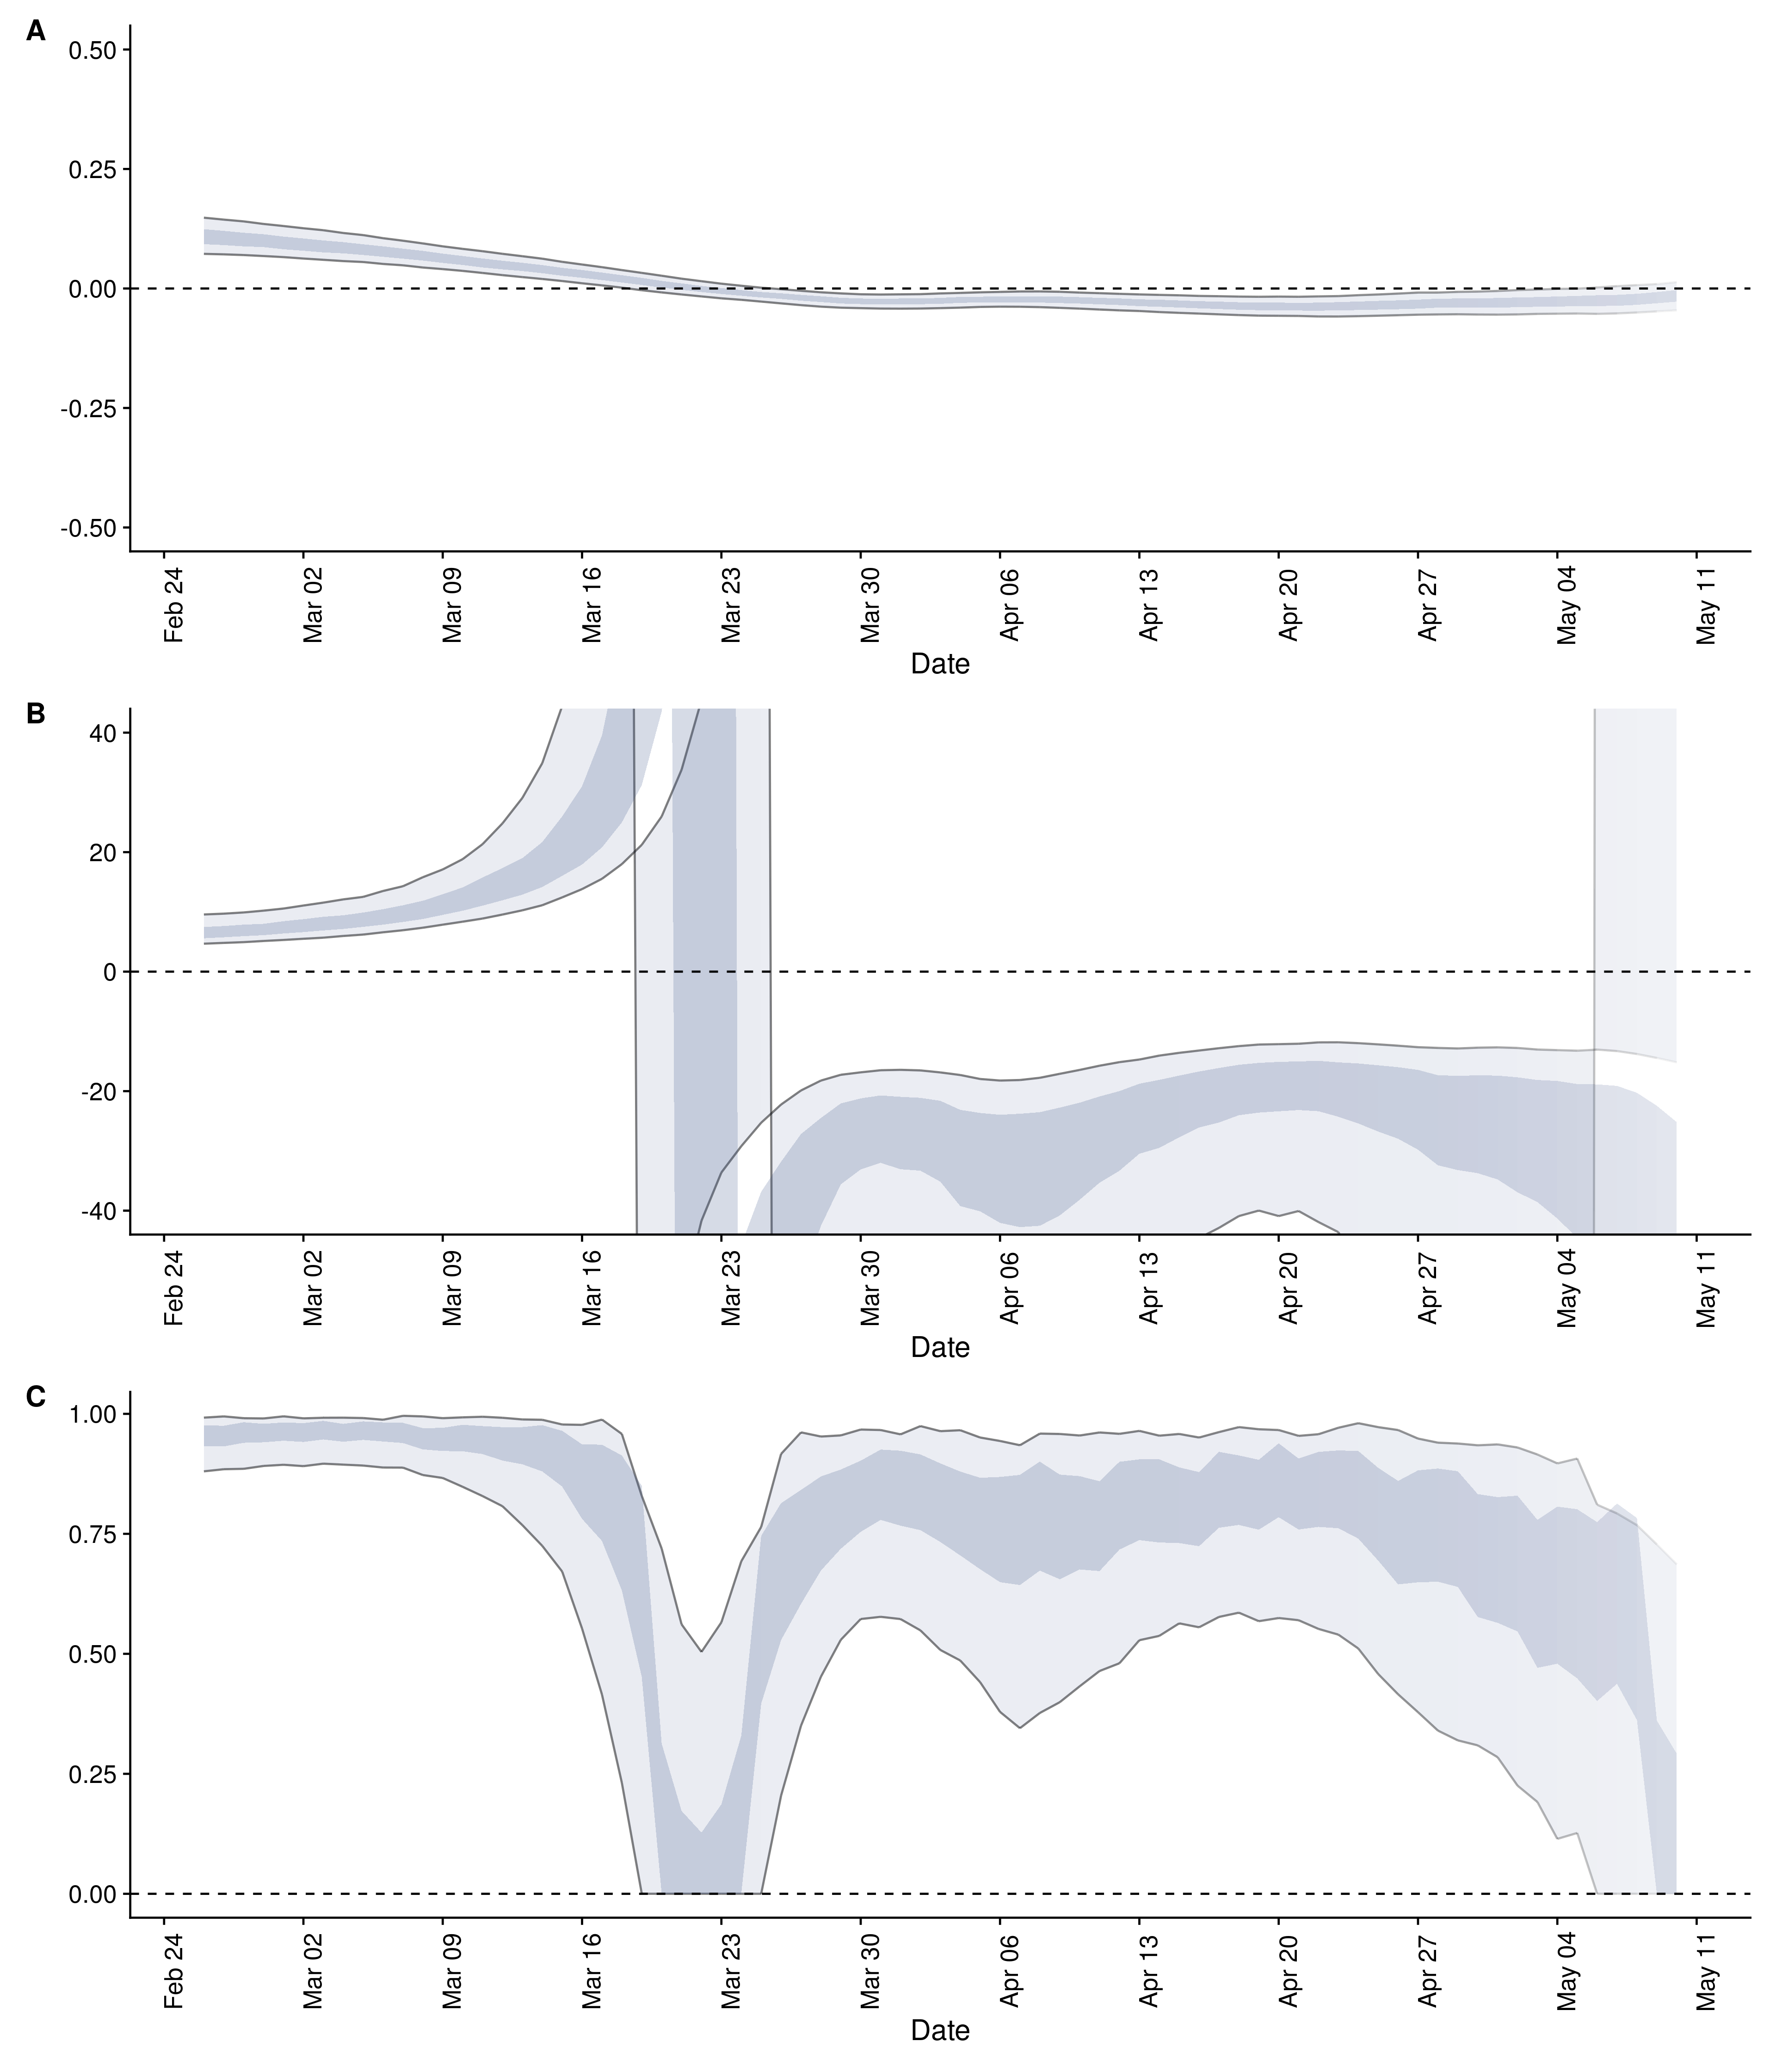 A
0.50
0.25
0.00
-0.25
-0.50
Feb 24
Mar 02
Mar 09
Mar 16
Mar 23
Mar 30
Apr 06
Apr 13
Apr 20
Apr 27
May 04
May 11
Date
B
40
20
0
-20
-40
Feb 24
Mar 02
Mar 09
Mar 16
Mar 23
Mar 30
Apr 06
Apr 13
Apr 20
Apr 27
May 04
May 11
Date
C
1.00
0.75
0.50
0.25
0.00
Feb 24
Mar 02
Mar 09
Mar 16
Mar 23
Mar 30
Apr 06
Apr 13
Apr 20
Apr 27
May 04
May 11
Date